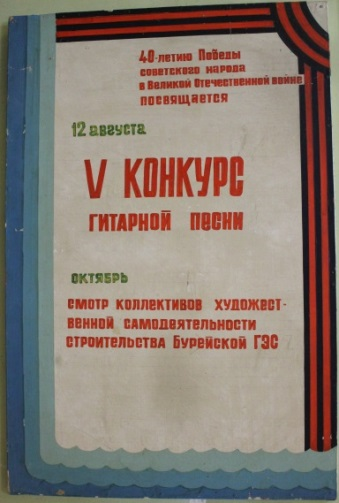 40-летию Победы
советского народа
в Великой Отечественной войне
посвящается
12 августа
V КОНКУРС
ГИТАРНОЙ ПЕСНИ
ОКТЯБРЬ
СМОТР КОЛЛЕКТИВОВ ХУДОЖЕСТ-
ВЕННОЙ САМОДЕЯТЕЛЬНОСТИ
СТРОИТЕЛЬСТВА БУРЕЙСКОЙ ГЭС